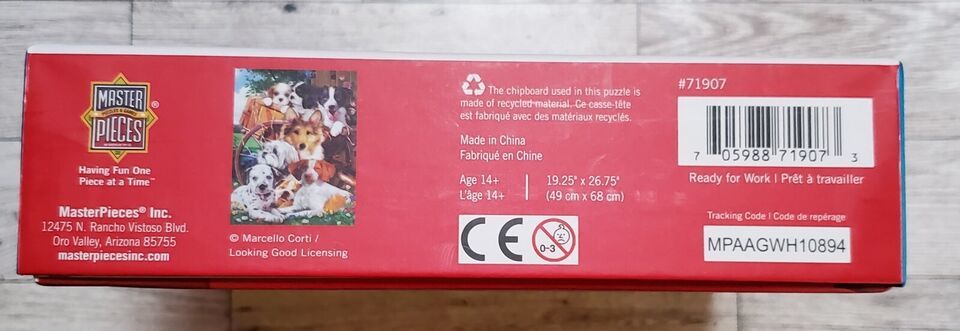 MASTER
PUZZLES & GAMES
PIECES
®
Having Fun One
Piece at a Time™
MasterPieces® Inc.
12475 N. Rancho Vistoso Blvd.
Oro Valley, Arizona 85755
masterpiecesinc.com
© Marcello Corti /
Looking Good Licensing
The chipboard used in this puzzle is
made of recycled material. Ce casse-tête
est fabriqué avec des matériaux recyclés.
Made in China
Fabriqué en Chine
Age 14+
L'âge 14+
19.25" x 26.75"
(49 cm x 68 cm)
CE
0-3
#71907
7 05988 71907 3
Ready for Work | Prêt à travailler
Tracking Code | Code de repérage
MPAAGWH10894